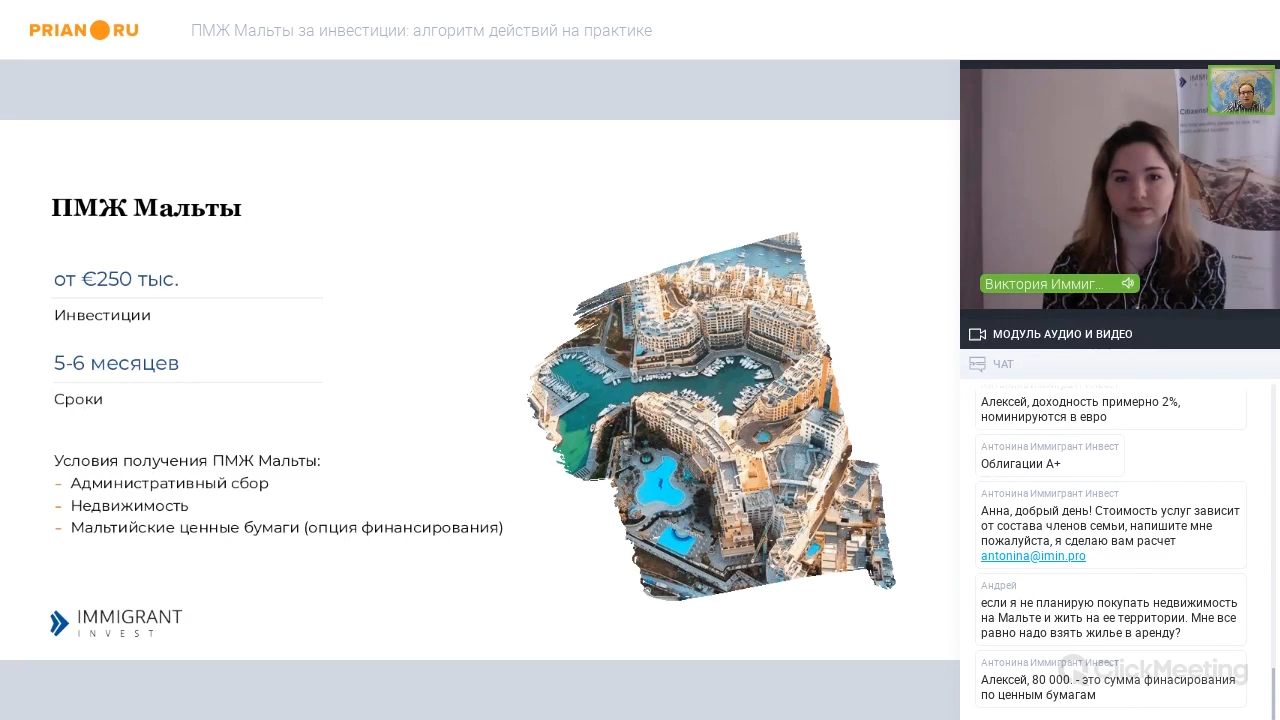 PRIAN RU
ПМЖ Мальты за инвестиции: алгоритм действий на практике
ПМЖ Мальты
от €250 тыс.
Инвестиции
5-6 месяцев
Сроки
Условия получения ПМЖ Мальты:
- Административный сбор
- Недвижимость
- Мальтийские ценные бумаги (опция финансирования)
IMMIGRANT
INVEST
Виктория Иммиг...
МОДУЛЬ АУДИО И ВИДЕО
ЧАТ
Алексей, доходность примерно 2%,
номинируются в евро
Антонина Иммигрант Инвест
Облигации А+
Антонина Иммигрант Инвест
Анна, добрый день! Стоимость услуг зависит
от состава членов семьи, напишите мне
пожалуйста, я сделаю вам расчет
antonina@imin.pro
Андрей
если я не планирую покупать недвижимость
на Мальте и жить на ее территории. Мне все
равно надо взять жилье в аренду?
Антонина Иммигрант Инвест
Алексей, 80 000. - это сумма финасирования
по ценным бумагам
ClickMeeting